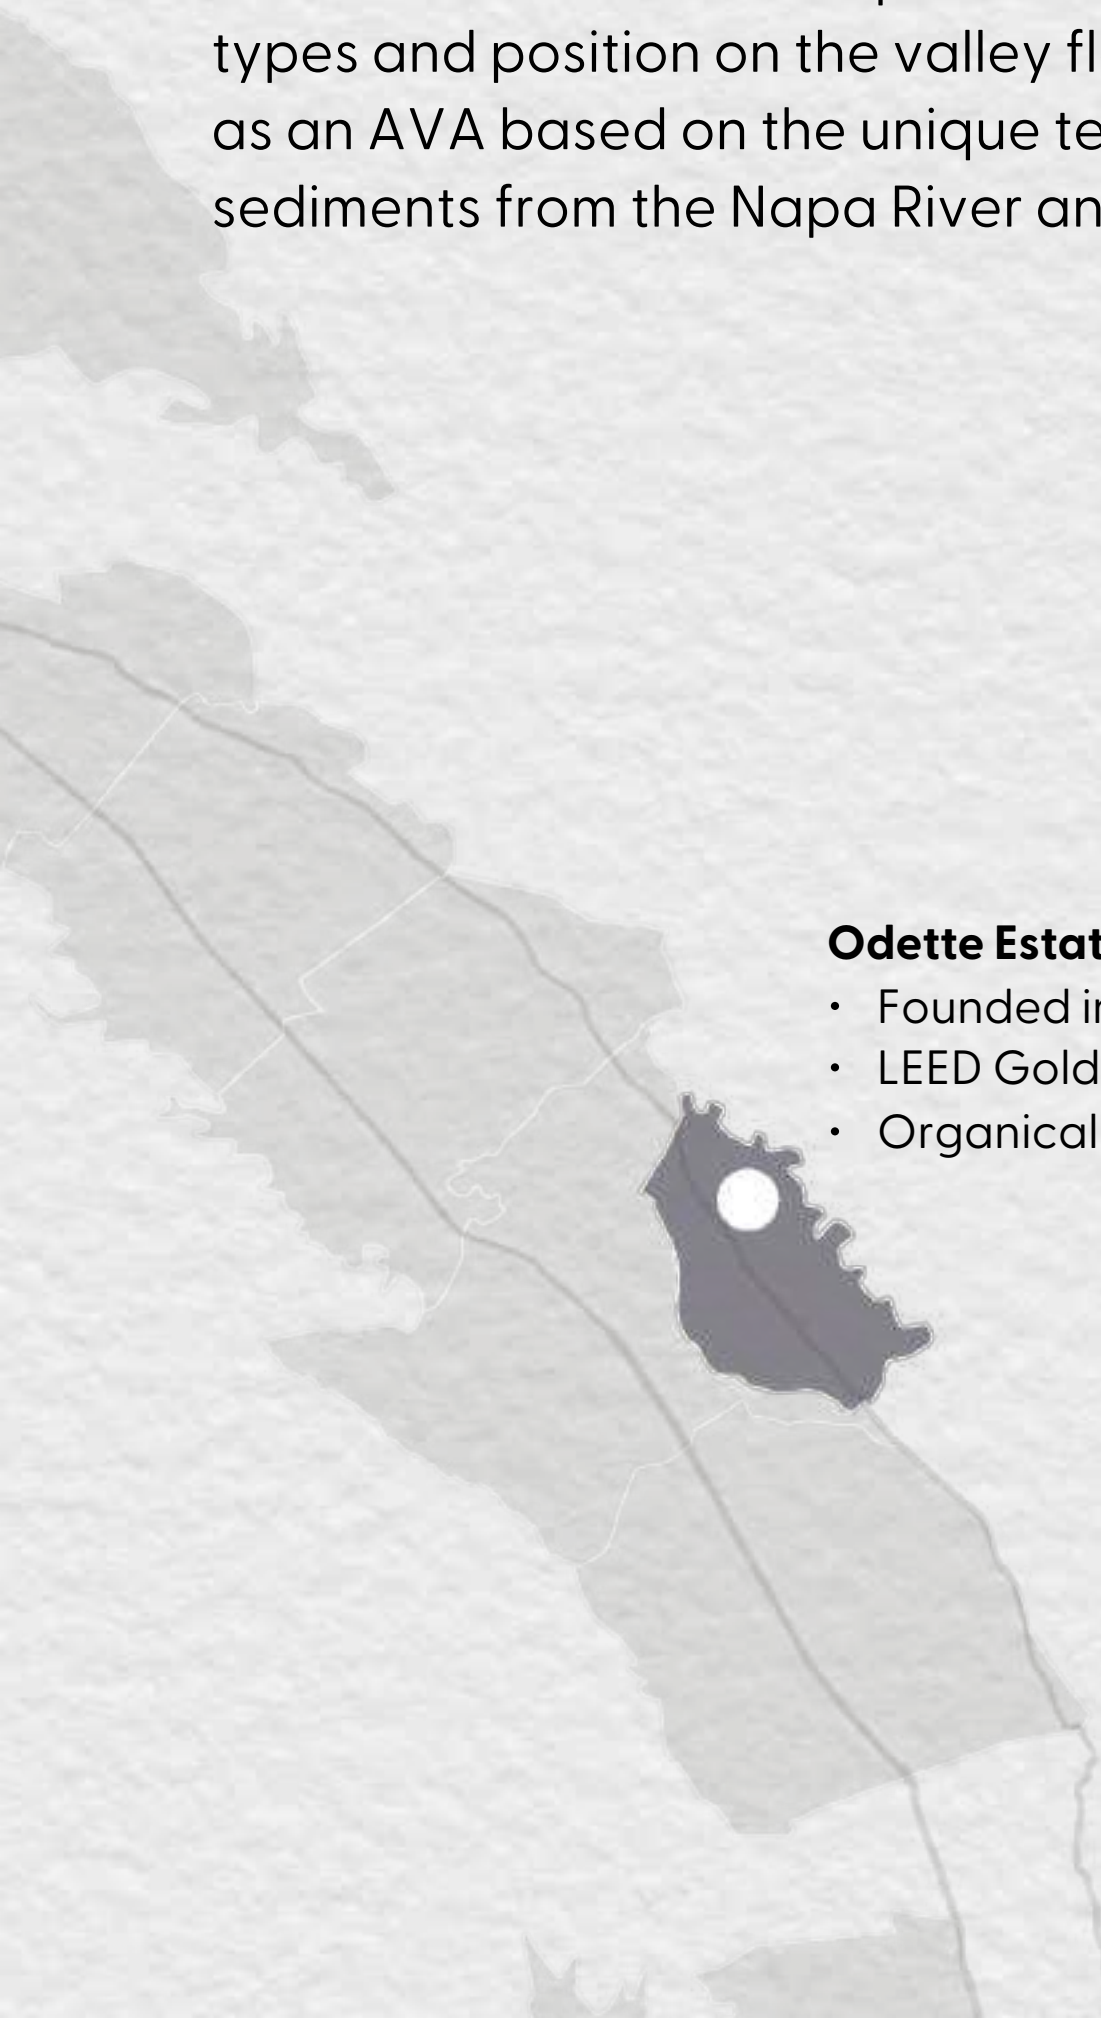 types and position on the valley fl
as an AVA based on the unique te
sediments from the Napa River an
Odette Estat
• Founded in
• LEED Gold
• Organical